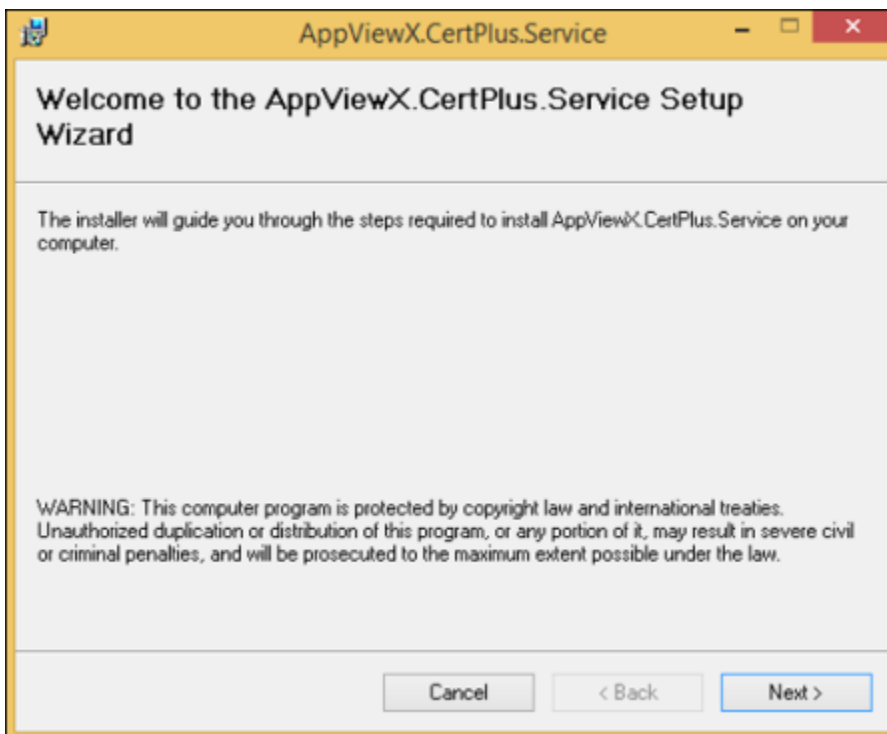 AppViewX.CertPlus.Service
Welcome to the AppViewX.CertPlus.Service Setup
Wizard
The installer will guide you through the steps required to install AppViewX.CertPlus.Service on your
computer.
WARNING: This computer program is protected by copyright law and international treaties.
Unauthorized duplication or distribution of this program, or any portion of it, may result in severe civil
or criminal penalties, and will be prosecuted to the maximum extent possible under the law.
Cancel
< Back
Next >